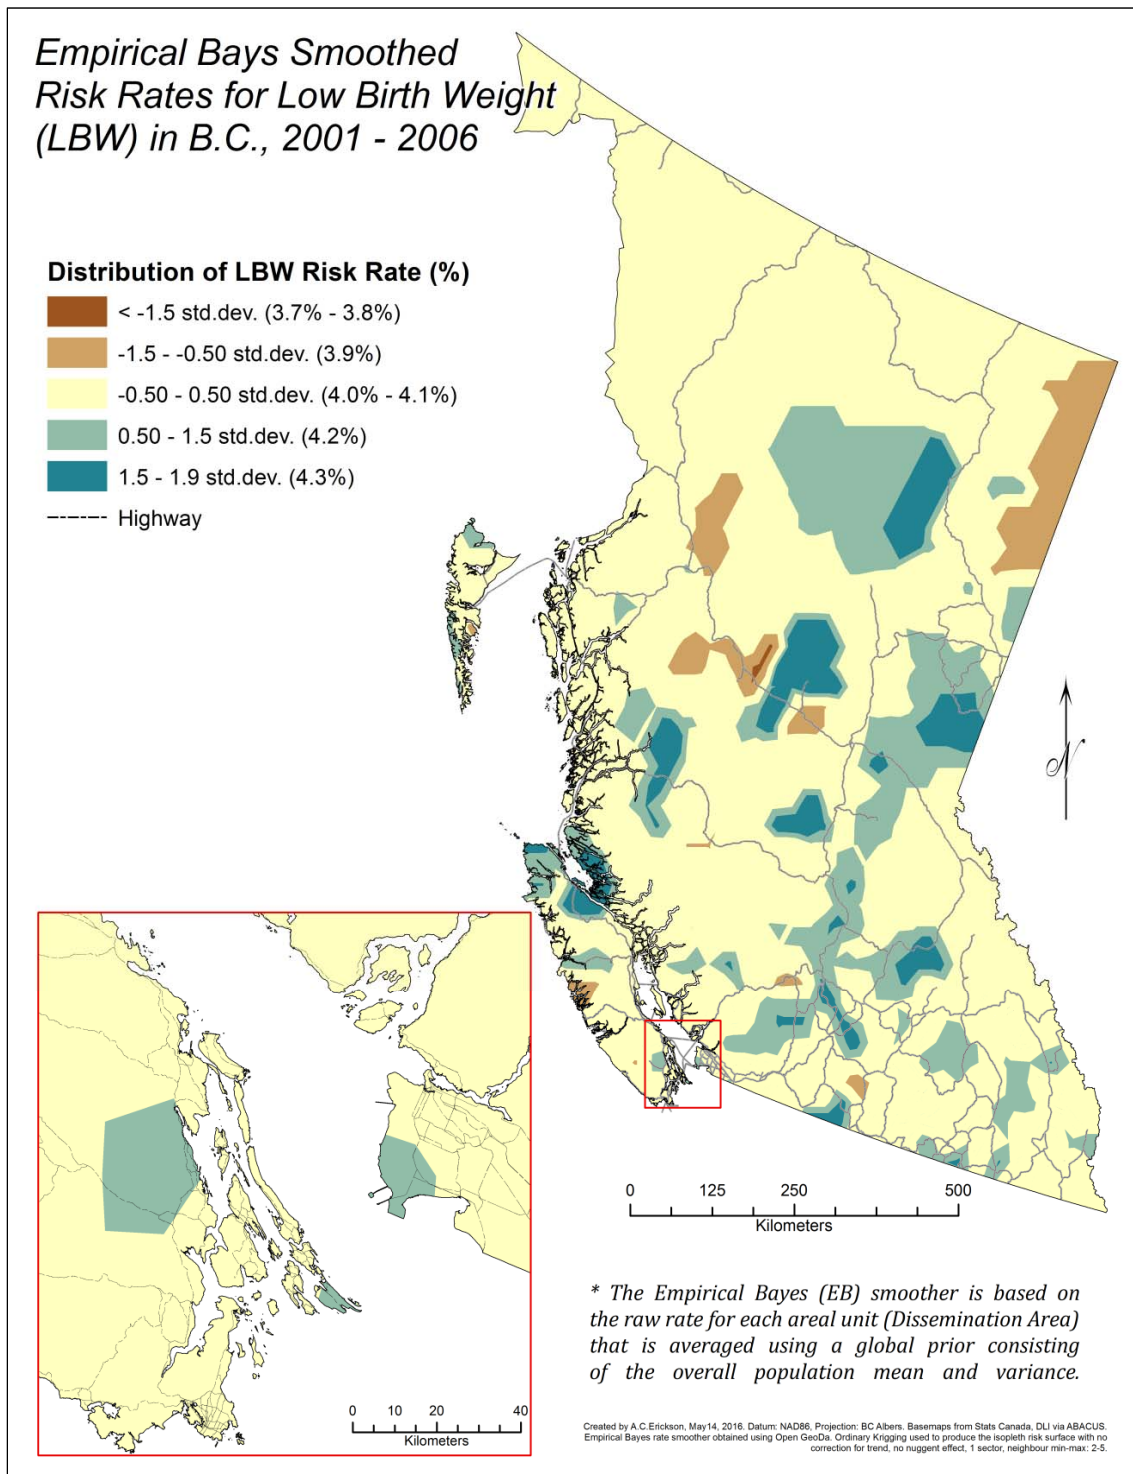 Empirical Bays Smoothed
Risk Rates for Low Birth Weight
(LBW) in B.C., 2001 - 2006
Distribution of LBW Risk Rate (%)
< -1.5 std.dev. (3.7% - 3.8%)
-1.5 - -0.50 std.dev. (3.9%)
-0.50 - 0.50 std.dev. (4.0% - 4.1%)
0.50 - 1.5 std.dev. (4.2%)
1.5 - 1.9 std.dev. (4.3%)
Highway
N
0 125 250 500
Kilometers
0 10 20 40
Kilometers
* The Empirical Bayes (EB) smoother is based on
the raw rate for each areal unit (Dissemination Area)
that is averaged using a global prior consisting
of the overall population mean and variance.
Created by A.C.Erickson, May14, 2016. Datum: NAD86, Projection: BC Albers. Basemaps from Stats Canada, DLI via ABACUS.
Empirical Bayes rate smoother obtained using Open GeoDa. Ordinary Krigging used to produce the isopleth risk surface with no
correction for trend, no nuggent effect, 1 sector, neighbour min-max: 2-5.